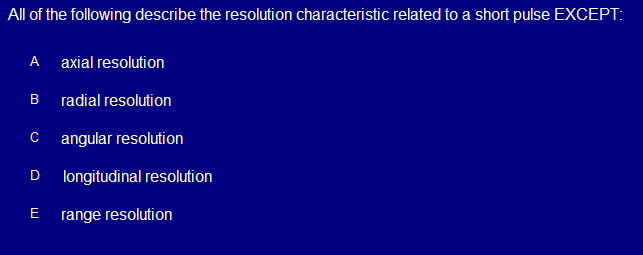 All of the following describe the resolution characteristic related to a short pulse EXCEPT:
A axial resolution
B radial resolution
C angular resolution
D longitudinal resolution
E range resolution